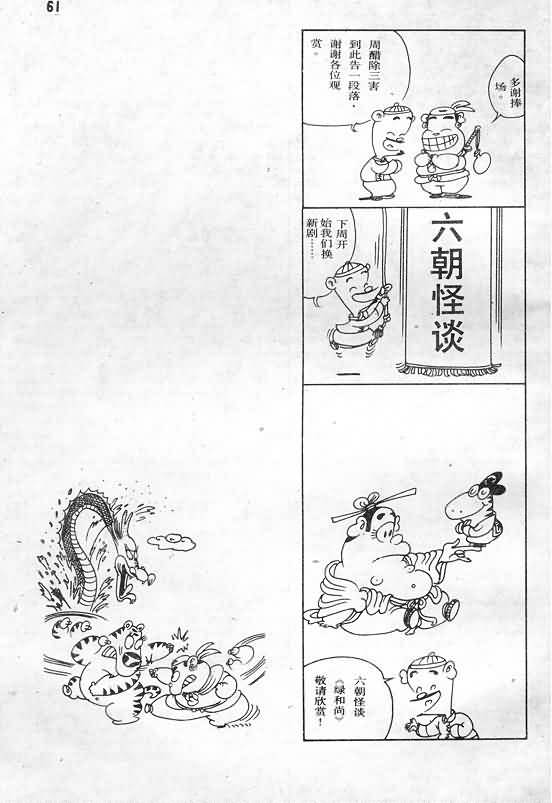 61
周醋除三害
到此告一段落，
谢谢各位观
赏。
多谢捧
场。
六朝怪谈
下周开
始我们换
新剧……
六朝怪谈
《绿和尚》
敬请欣赏！